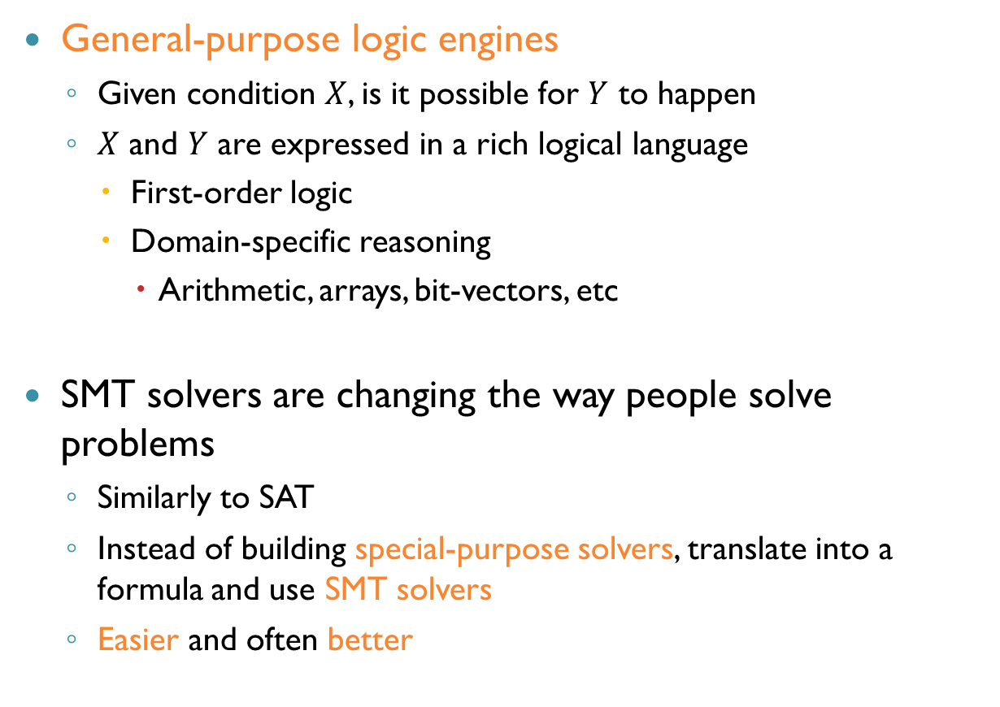 • General-purpose logic engines
◦ Given condition X, is it possible for Y to happen
◦ X and Y are expressed in a rich logical language
• First-order logic
• Domain-specific reasoning
• Arithmetic, arrays, bit-vectors, etc
• SMT solvers are changing the way people solve
problems
◦ Similarly to SAT
◦ Instead of building special-purpose solvers, translate into a
formula and use SMT solvers
◦ Easier and often better